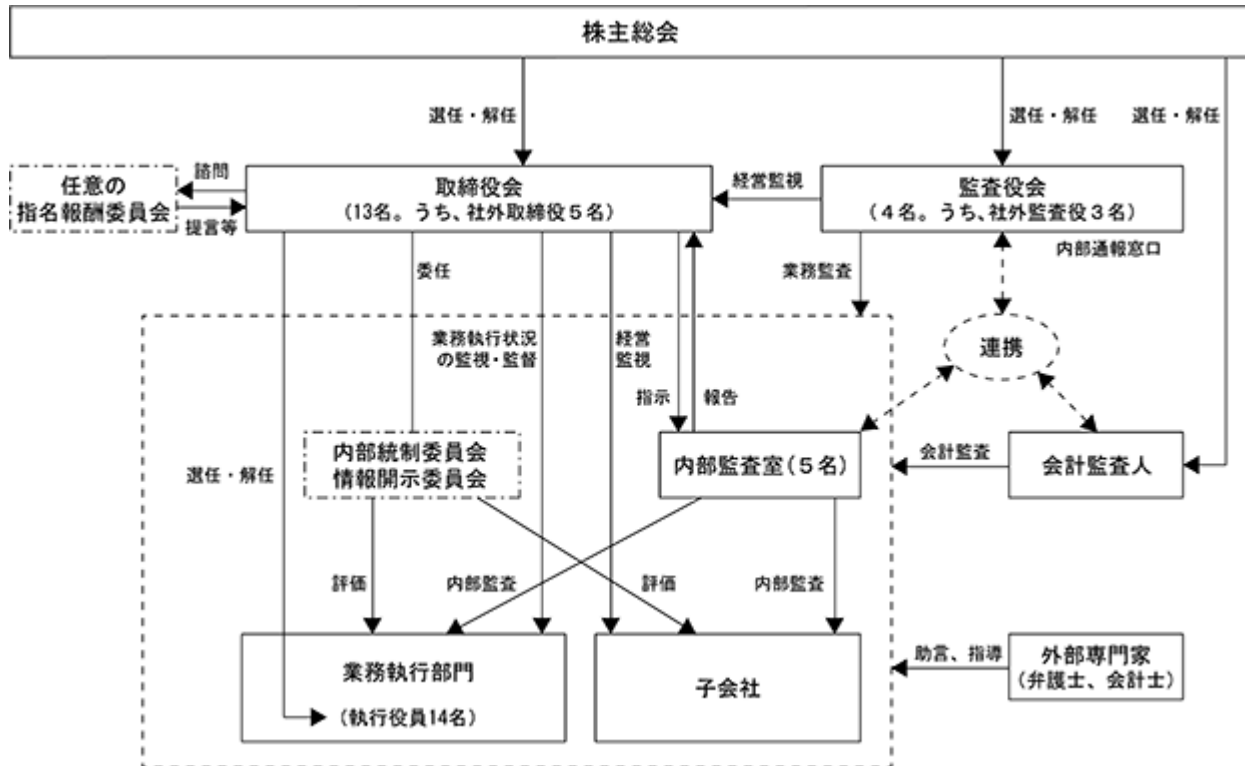 株主総会
選任・解任
選任・解任
選任・解任
任意の
指名報酬委員会
諮問
提言等
取締役会
(13名。うち、社外取締役5名)
経営監視
監査役会
(4名。うち、社外監査役3名)
内部通報窓口
委任
業務監査
業務執行状況
の監視・監督
経営
監視
連携
指示
報告
選任・解任
内部統制委員会
情報開示委員会
内部監査室(5名)
会計監査
会計監査人
評価
内部監査
評価
内部監査
業務執行部門
(執行役員14名)
子会社
助言、指導
外部専門家
(弁護士、会計士)